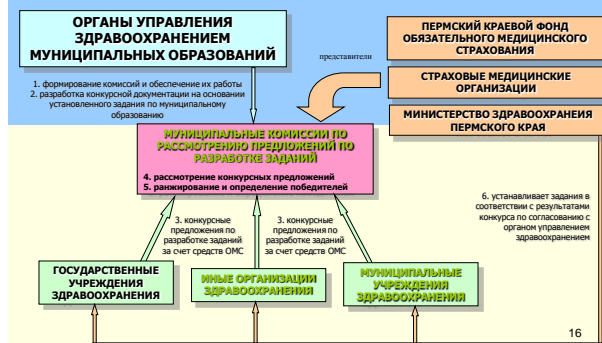 ОРГАНЫ УПРАВЛЕНИЯ
ЗДРАВООХРАНЕНИЕМ
МУНИЦИПАЛЬНЫХ ОБРАЗОВАНИЙ
представители
ПЕРМСКИЙ КРАЕВОЙ ФОНД
ОБЯЗАТЕЛЬНОГО МЕДИЦИНСКОГО
СТРАХОВАНИЯ
СТРАХОВЫЕ МЕДИЦИНСКИЕ
ОРГАНИЗАЦИИ
МИНИСТЕРСТВО ЗДРАВООХРАНЕИЯ
ПЕРМСКОГО КРАЯ
1. формирование комиссий и обеспечение их работы
2. разработка конкурсной документации на основании
установленного задания по муниципальному
образованию
МУНИЦИПАЛЬНЫЕ КОМИССИИ ПО
РАССМОТРЕНИЮ ПРЕДЛОЖЕНИЙ ПО
РАЗРАБОТКЕ ЗАДАНИЙ
4. рассмотрение конкурсных предложений
5. ранжирование и определение победителей
6. устанавливает задания в
соответствии с результатами
конкурса по согласованию с
органом управлением
здравоохранением
3. конкурсные
предложения по
разработке заданий
за счет средств ОМС
3. конкурсные
предложения по
разработке заданий
за счет средств ОМС
ГОСУДАРСТВЕННЫЕ
УЧРЕЖДЕНИЯ
ЗДРАВООХРАНЕНИЯ
ИНЫЕ ОРГАНИЗАЦИИ
ЗДРАВООХРАНЕНИЯ
МУНИЦИПАЛЬНЫЕ
УЧРЕЖДЕНИЯ
ЗДРАВООХРАНЕНИЯ
16